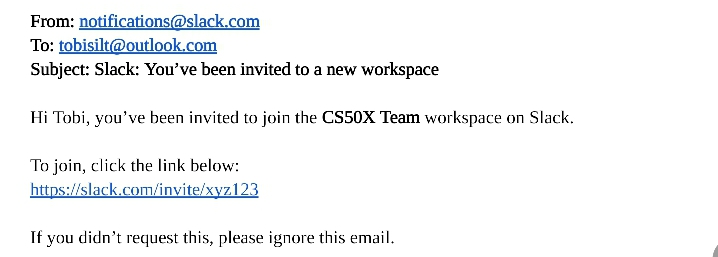 From: notifications@slack.com
To: tobisilt@outlook.com
Subject: Slack: You’ve been invited to a new workspace
Hi Tobi, you’ve been invited to join the CS50X Team workspace on Slack.
To join, click the link below:
https://slack.com/invite/xyz123
If you didn’t request this, please ignore this email.